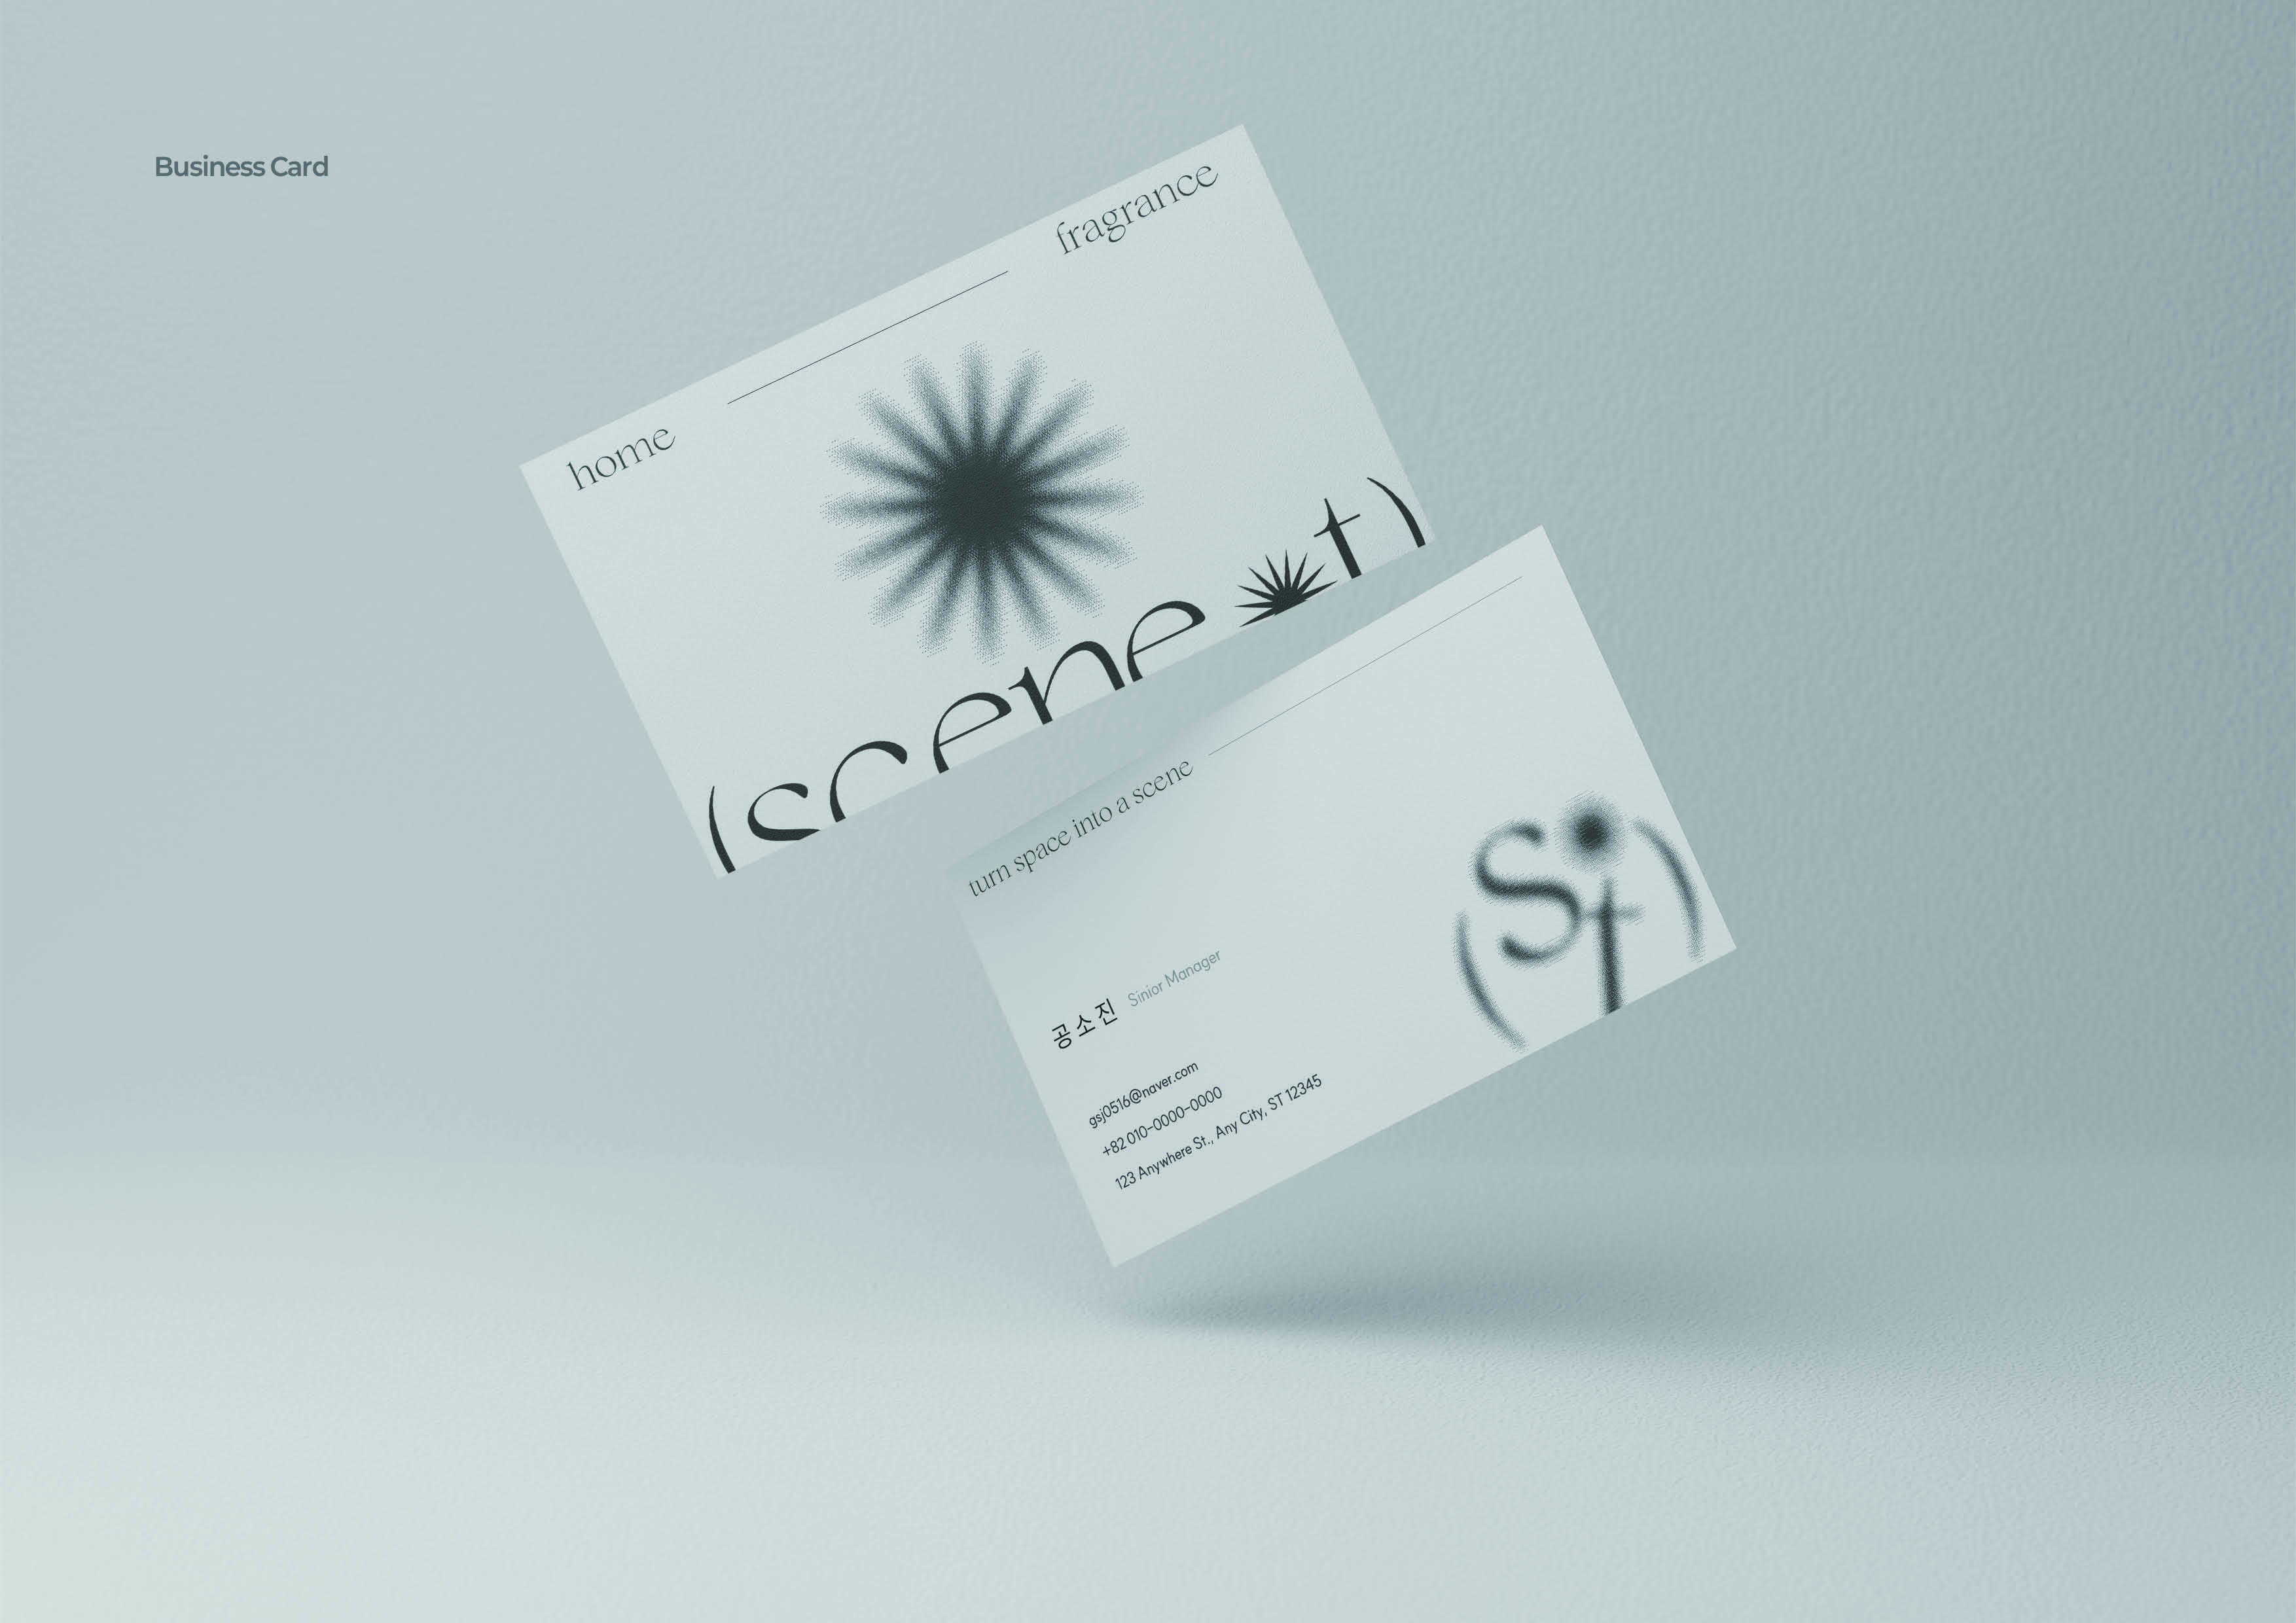 Business Card
home fragrance
(scene t)
turn space into a scene
St
공소진 Sinior Manager
gsj0516@naver.com
+82 010-0000-0000
123 Anywhere St., Any City, ST 12345